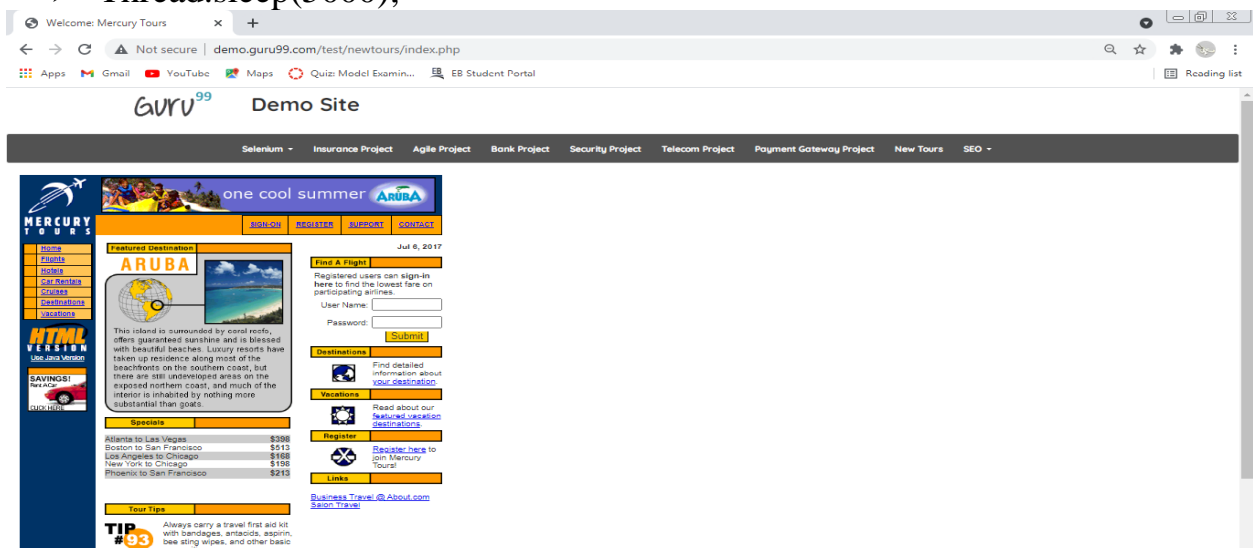 Thread.sleep(3000);
Welcome: Mercury Tours
Not secure | demo.guru99.com/test/newtours/index.php
Apps Gmail YouTube Maps Quiz: Model Examin... EB Student Portal Reading list
Guru99 Demo Site
Selenium Insurance Project Agile Project Bank Project Security Project Telecom Project Payment Gateway Project New Tours SEO
MERCURY
TOURS
one cool summer ARUBA
SIGN-ON REGISTER SUPPORT CONTACT
Home
Flights
Hotels
Car Rentals
Cruises
Destinations
Vacations
HTML
VERSION
Use Java Version
SAVINGS!
Rent A Car
CLICK HERE
Featured Destination
ARUBA
This island is surrounded by coral reefs,
offers guaranteed sunshine and is blessed
with beautiful beaches. Luxury resorts have
taken up residence along most of the
beachfronts on the southern coast, but
there are still undeveloped areas on the
exposed northern coast, and much of the
interior is inhabited by nothing more
substantial than goats.
Specials
Atlanta to Las Vegas $398
Boston to San Francisco $513
Los Angeles to Chicago $168
New York to Chicago $198
Phoenix to San Francisco $213
Tour Tips
TIP
#93
Always carry a travel first aid kit
with bandages, antacids, aspirin,
bee sting wipes, and other basic
Jul 6, 2017
Find A Flight
Registered users can sign-in
here to find the lowest fare on
participating airlines.
User Name:
Password:
Submit
Destinations
Find detailed
information about
your destination.
Vacations
Read about our
featured vacation
destinations.
Register
Register here to
join Mercury
Tours!
Links
Business Travel @ About.com
Salon Travel